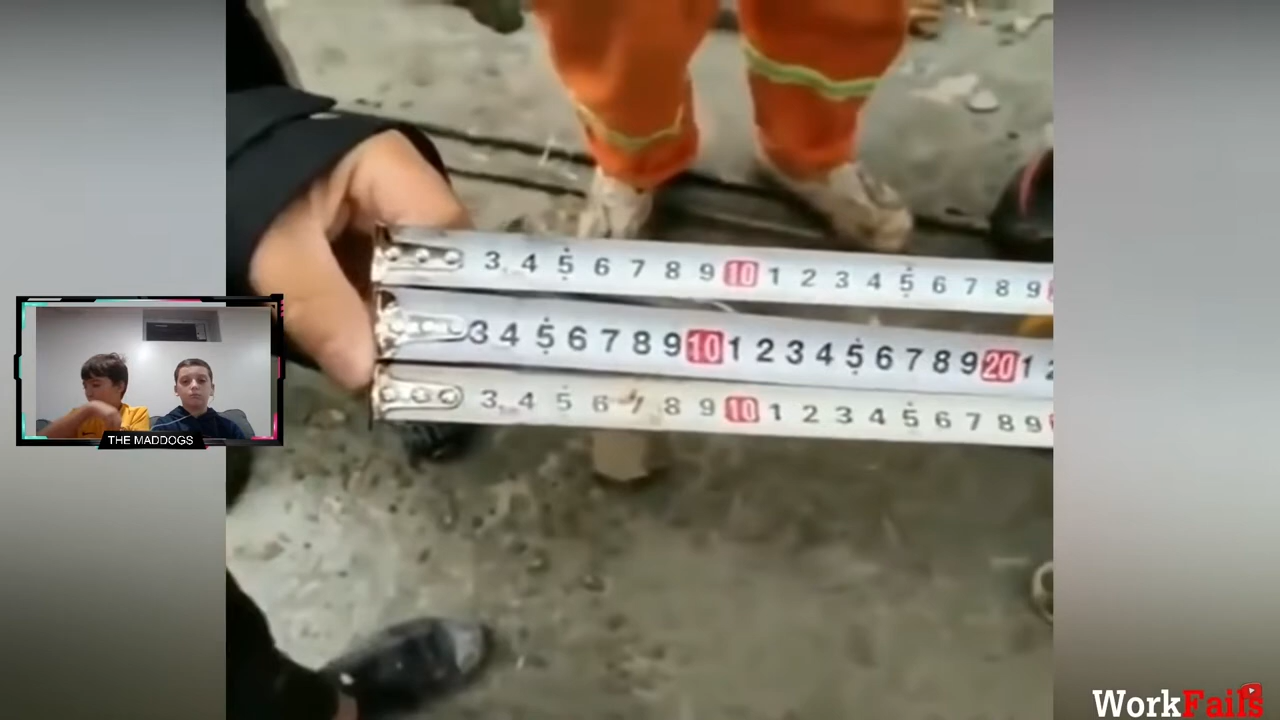 3 4 5 6 7 8 9 10 1 2 3 4 5 6 7 8 9
3 4 5 6 7 8 9 10 1 2 3 4 5 6 7 8 9 20 1
3 4 5 6 7 8 9 10 1 2 3 4 5 6 7 8 9
THE MADDOGS
WorkFails